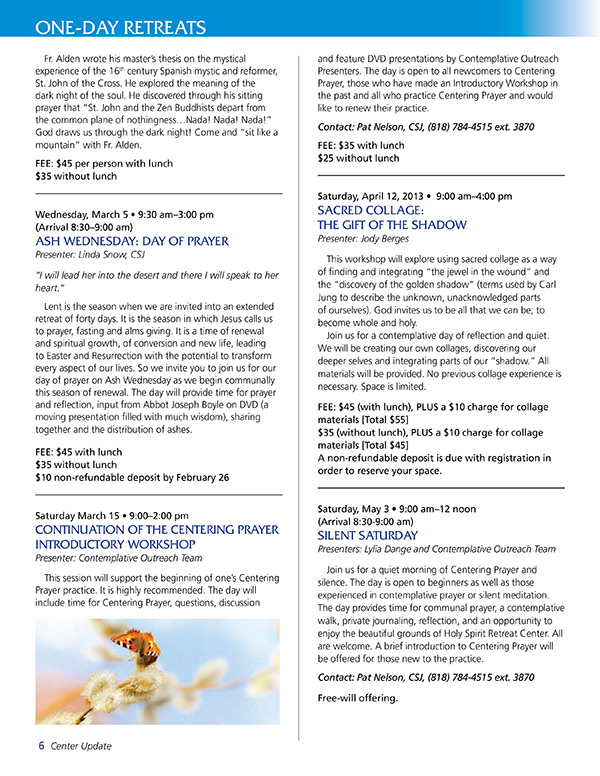 ONE-DAY RETREATS
Fr. Alden wrote his master's thesis on the mystical
experience of the 16th century Spanish mystic and reformer,
St. John of the Cross. He explored the meaning of the
dark night of the soul. He discovered through his sitting
prayer that "St. John and the Zen Buddhists depart from
the common plane of nothingness…Nada! Nada! Nada!"
God draws us through the dark night! Come and "sit like a
mountain" with Fr. Alden.
FEE: $45 per person with lunch
$35 without lunch
Wednesday, March 5 • 9:30 am–3:00 pm
(Arrival 8:30–9:00 am)
ASH WEDNESDAY: DAY OF PRAYER
Presenter: Linda Snow, CSJ
"I will lead her into the desert and there I will speak to her
heart."
Lent is the season when we are invited into an extended
retreat of forty days. It is the season in which Jesus calls us
to prayer, fasting and alms giving. It is a time of renewal
and spiritual growth, of conversion and new life, leading
to Easter and Resurrection with the potential to transform
every aspect of our lives. So we invite you to join us for our
day of prayer on Ash Wednesday as we begin communally
this season of renewal. The day will provide time for prayer
and reflection, input from Abbot Joseph Boyle on DVD (a
moving presentation filled with much wisdom), sharing
together and the distribution of ashes.
FEE: $45 with lunch
$35 without lunch
$10 non-refundable deposit by February 26
Saturday March 15 • 9:00–2:00 pm
CONTINUATION OF THE CENTERING PRAYER
INTRODUCTORY WORKSHOP
Presenter: Contemplative Outreach Team
This session will support the beginning of one's Centering
Prayer practice. It is highly recommended. The day will
include time for Centering Prayer, questions, discussion
and feature DVD presentations by Contemplative Outreach
Presenters. The day is open to all newcomers to Centering
Prayer, those who have made an Introductory Workshop in
the past and all who practice Centering Prayer and would
like to renew their practice.
Contact: Pat Nelson, CSJ, (818) 784-4515 ext. 3870
FEE: $35 with lunch
$25 without lunch
Saturday, April 12, 2013 • 9:00 am–4:00 pm
SACRED COLLAGE:
THE GIFT OF THE SHADOW
Presenter: Jody Berges
This workshop will explore using sacred collage as a way
of finding and integrating "the jewel in the wound" and
the "discovery of the golden shadow" (terms used by Carl
Jung to describe the unknown, unacknowledged parts
of ourselves). God invites us to be all that we can be; to
become whole and holy.
Join us for a contemplative day of reflection and quiet.
We will be creating our own collages, discovering our
deeper selves and integrating parts of our "shadow." All
materials will be provided. No previous collage experience is
necessary. Space is limited.
FEE: $45 (with lunch), PLUS a $10 charge for collage
materials [Total $55]
$35 (without lunch), PLUS a $10 charge for collage
materials [Total $45]
A non-refundable deposit is due with registration in
order to reserve your space.
Saturday, May 3 • 9:00 am–12 noon
(Arrival 8:30-9:00 am)
SILENT SATURDAY
Presenters: Lylia Dange and Contemplative Outreach Team
Join us for a quiet morning of Centering Prayer and
silence. The day is open to beginners as well as those
experienced in contemplative prayer or silent meditation.
The day provides time for communal prayer, a contemplative
walk, private journaling, reflection, and an opportunity to
enjoy the beautiful grounds of Holy Spirit Retreat Center. All
are welcome. A brief introduction to Centering Prayer will
be offered for those new to the practice.
Contact: Pat Nelson, CSJ, (818) 784-4515 ext. 3870
Free-will offering.
6 Center Update